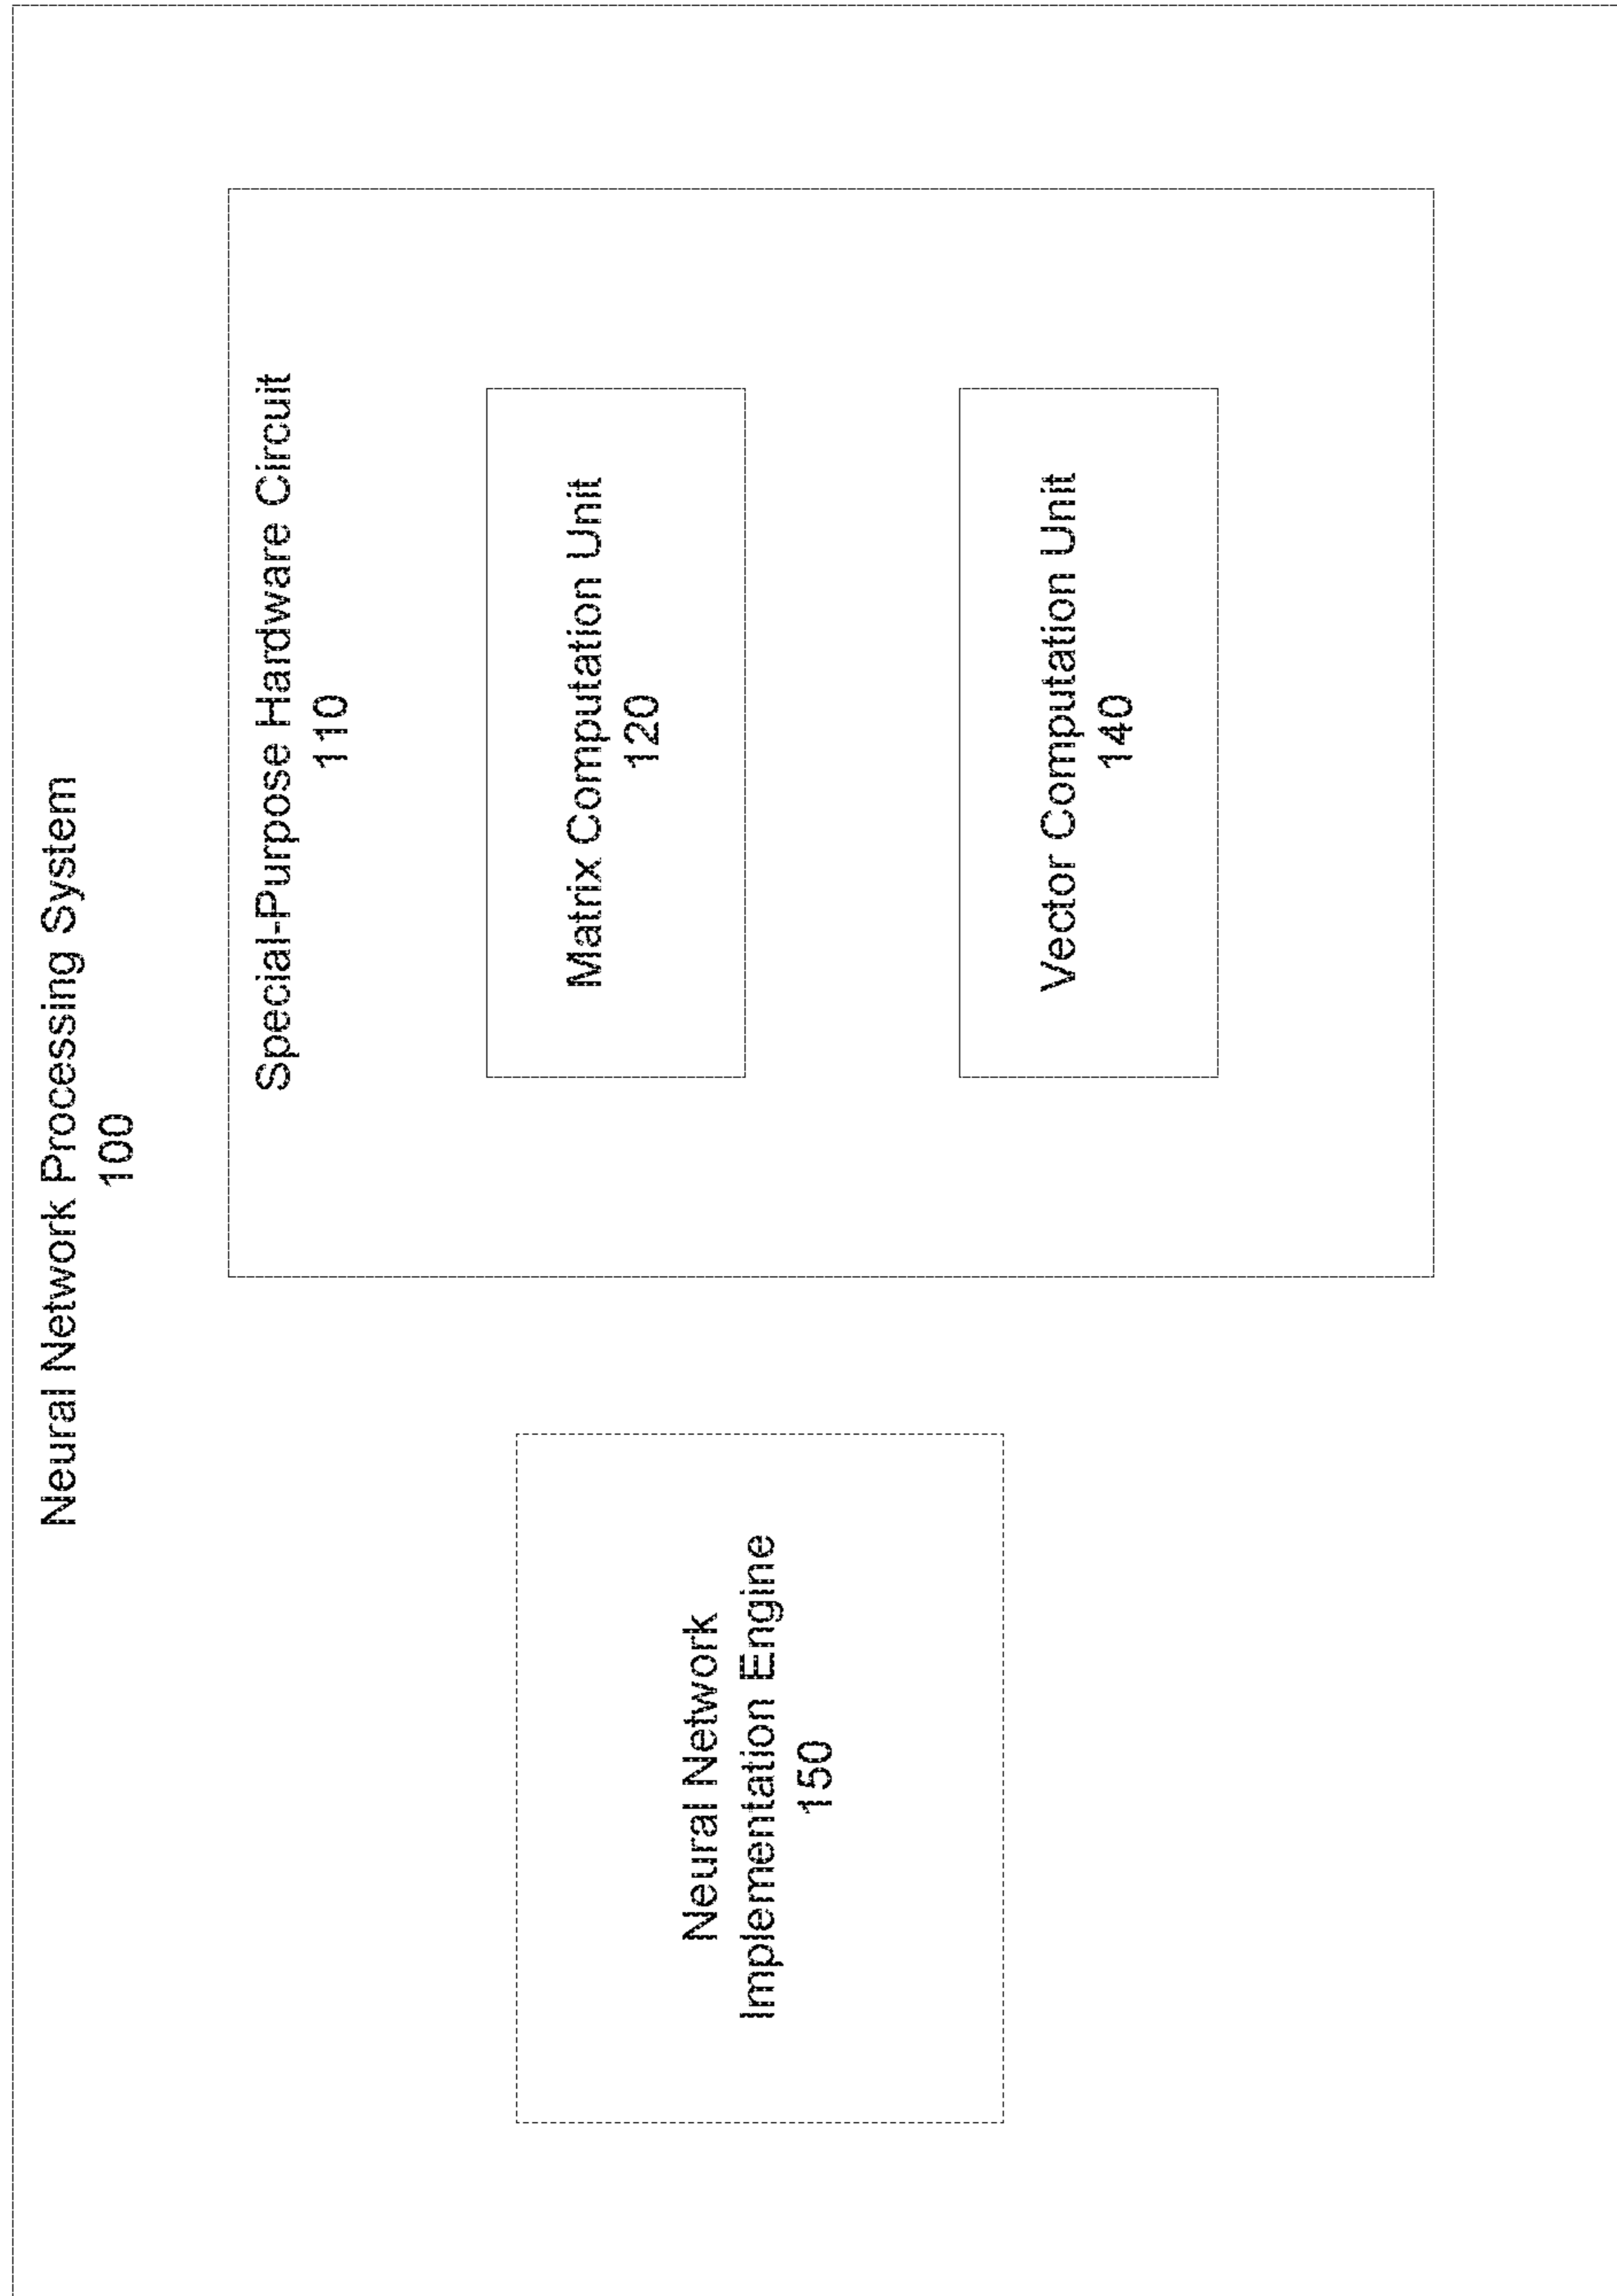 Neural Network Processing System
100
Neural Network
Implementation Engine
150
Special-Purpose Hardware Circuit
110
Matrix Computation Unit
120
Vector Computation Unit
140